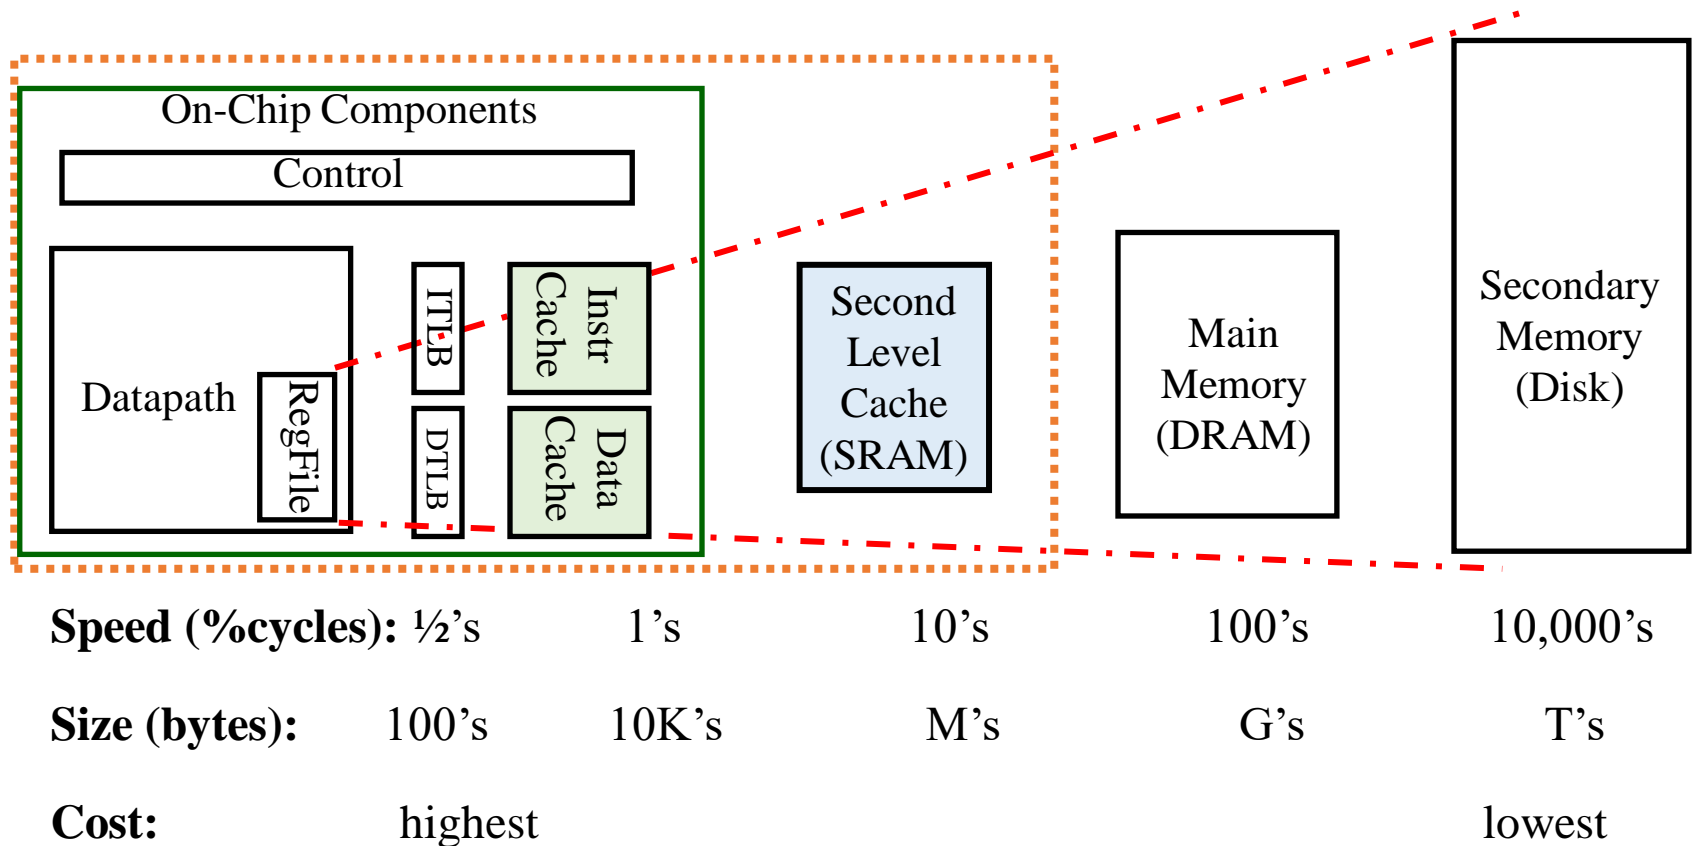 On-Chip Components
Control
Datapath
RegFile
ITLB
DTLB
Instr
Cache
Data
Cache
Second
Level
Cache
(SRAM)
Main
Memory
(DRAM)
Secondary
Memory
(Disk)
Speed (%cycles): ½’s 1’s 10’s 100’s 10,000’s
Size (bytes): 100’s 10K’s M’s G’s T’s
Cost: highest lowest